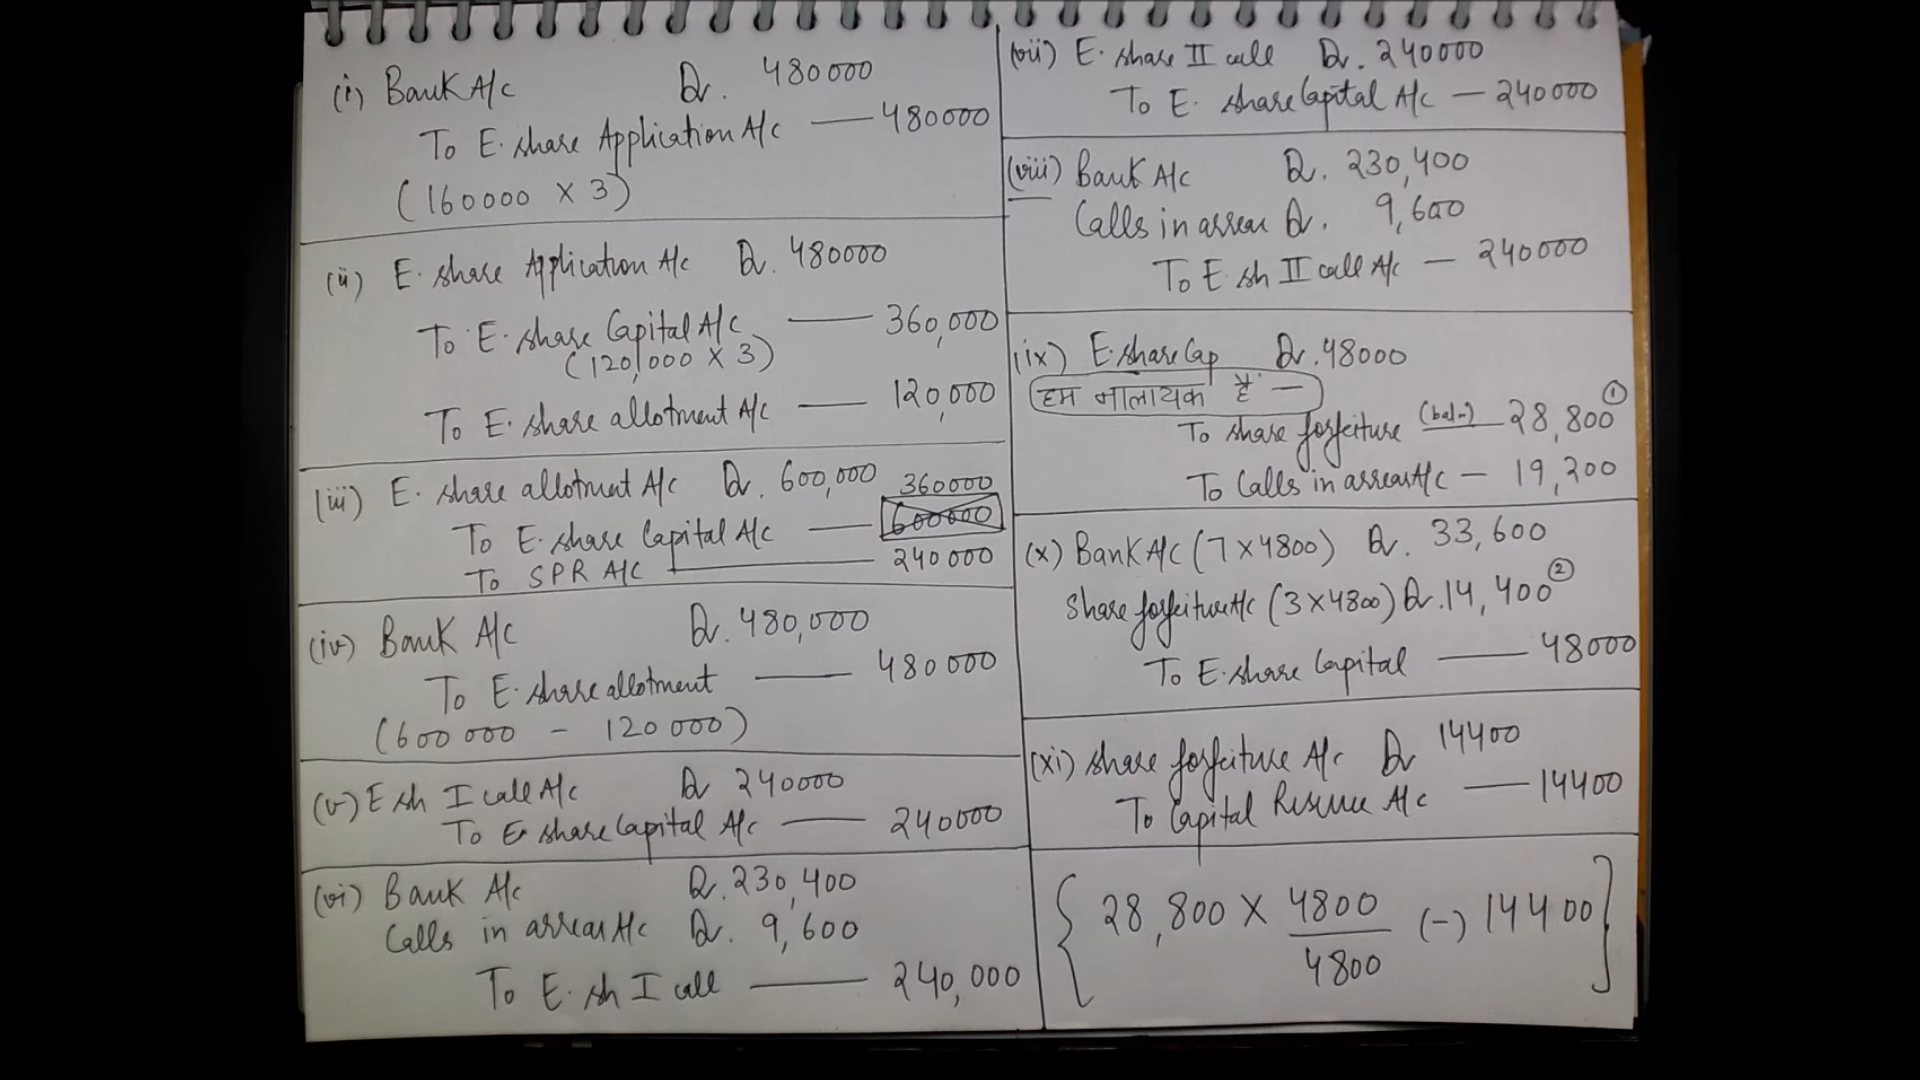 (i) Bank A/c Dr. 480000
To E. share Application A/c — 480000
(160000 X 3)
(ii) E. share Application A/c Dr. 480000
To E. share Capital A/c — 360,000
(120,000 X 3)
To E. share allotment A/c — 120,000
(iii) E. share allotment A/c Dr. 600,000 360000
To E. share Capital A/c — 600000
To SPR A/C — 240000
(iv) Bank A/c Dr. 480,000
To E. share allotment — 480000
(600000 - 120000)
(v) E sh I call A/c Dr 240000
To E share Capital A/c — 240000
(vi) Bank A/c Dr. 230,400
Calls in arrear A/c Dr. 9,600
To E. sh I call — 240,000
(vii) E. share II call Dr. 240000
To E. share Capital A/c — 240000
(viii) Bank A/c Dr. 230,400
Calls in arrear Dr. 9,600
To E sh II call A/c — 240000
(ix) E. share Cap Dr. 48000
हम नालायक है —
To share forfeiture (bal-) — 28,800 ①
To Calls in arrear A/c — 19,200
(x) Bank A/c (7 X 4800) Dr. 33,600
Share forfeiture A/c (3 X 4800) Dr. 14,400 ②
To E. share Capital — 48000
(xi) share forfeiture A/c Dr 14400
To Capital Reserve A/c — 14400
{ 28,800 X 4800 (-) 14400 }
4800